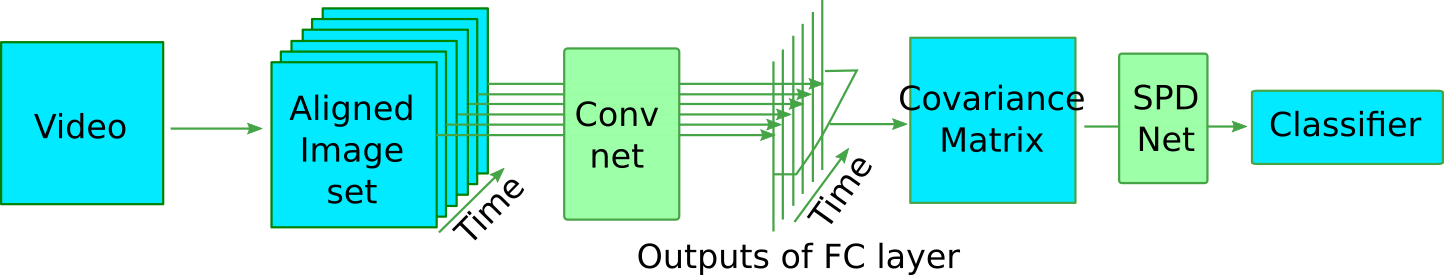 Video
Aligned
Image
set
Time
Conv
net
Time
Outputs of FC layer
Covariance
Matrix
SPD
Net
Classifier